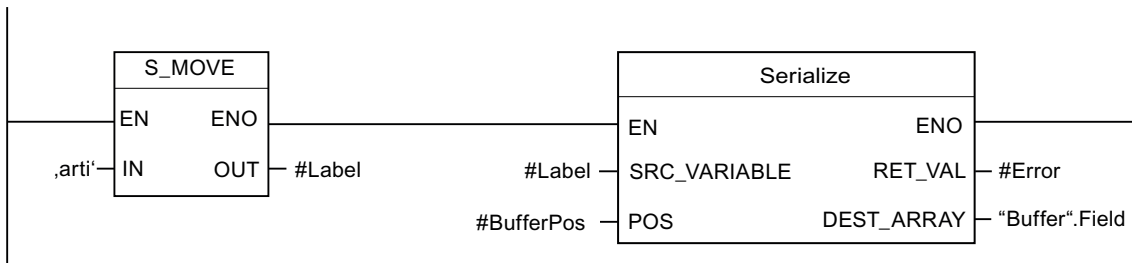 S_MOVE
Serialize
EN ENO
EN ENO
‚arti‘ IN OUT #Label
#Label SRC_VARIABLE RET_VAL #Error
#BufferPos POS DEST_ARRAY “Buffer“.Field